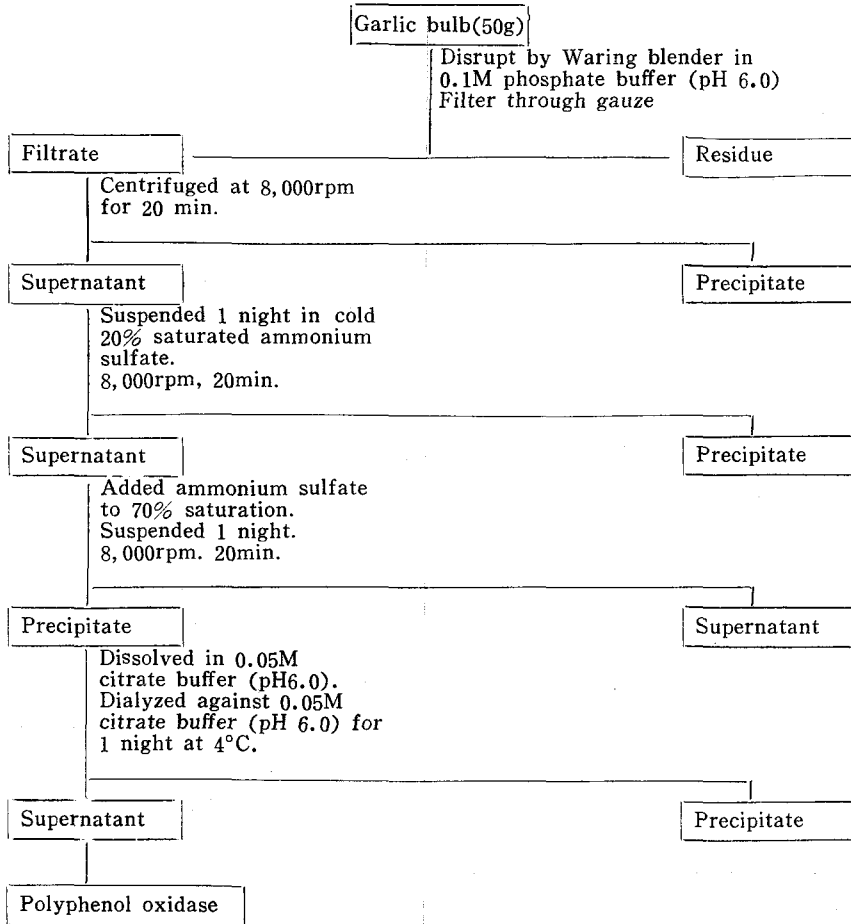 Garlic bulb(50g)
Disrupt by Waring blender in
0.1M phosphate buffer (pH 6.0)
Filter through gauze
Filtrate
Residue
Centrifuged at 8,000rpm
for 20 min.
Supernatant
Precipitate
Suspended 1 night in cold
20% saturated ammonium
sulfate.
8,000rpm, 20min.
Supernatant
Precipitate
Added ammonium sulfate
to 70% saturation.
Suspended 1 night.
8,000rpm. 20min.
Precipitate
Supernatant
Dissolved in 0.05M
citrate buffer (pH6.0).
Dialyzed against 0.05M
citrate buffer (pH 6.0) for
1 night at 4°C.
Supernatant
Precipitate
Polyphenol oxidase